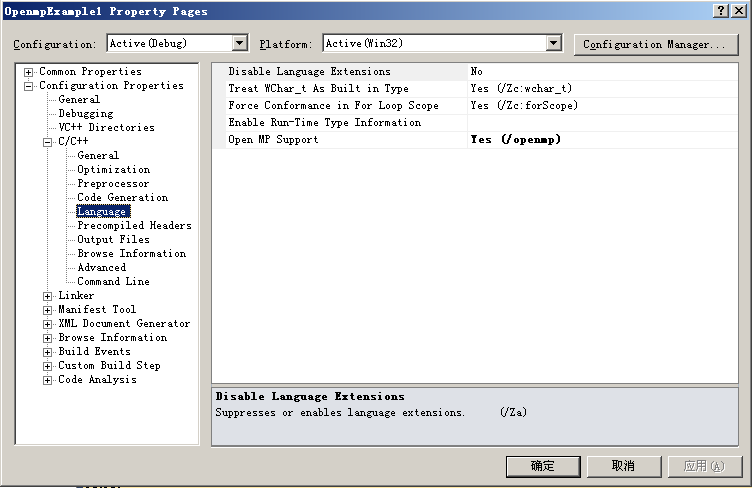 OpenmpExample1 Property Pages
Configuration: Active(Debug) Platform: Active(Win32) Configuration Manager...
Common Properties
Configuration Properties
General
Debugging
VC++ Directories
C/C++
General
Optimization
Preprocessor
Code Generation
Language
Precompiled Headers
Output Files
Browse Information
Advanced
Command Line
Linker
Manifest Tool
XML Document Generator
Browse Information
Build Events
Custom Build Step
Code Analysis
Disable Language Extensions No
Treat WChar_t As Built in Type Yes (/Zc:wchar_t)
Force Conformance in For Loop Scope Yes (/Zc:forScope)
Enable Run-Time Type Information
Open MP Support Yes (/openmp)
Disable Language Extensions
Suppresses or enables language extensions. (/Za)
确定 取消 应用(A)